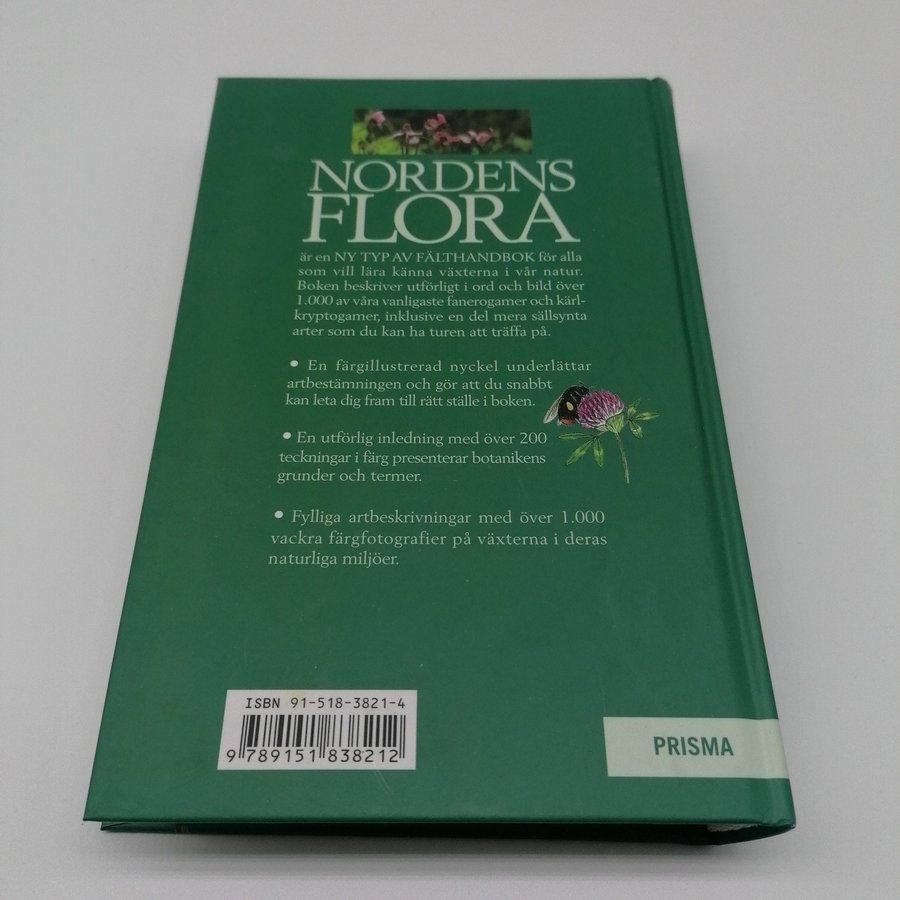 NORDENS
FLORA
är en NY TYP AV FÄLTHANDBOK för alla
som vill lära känna växterna i vår natur.
Boken beskriver utförligt i ord och bild över
1.000 av våra vanligaste fanerogamer och kärl-
kryptogamer, inklusive en del mera sällsynta
arter som du kan ha turen att träffa på.
• En färgillustrerad nyckel underlättar
artbestämningen och gör att du snabbt
kan leta dig fram till rätt ställe i boken.
• En utförlig inledning med över 200
teckningar i färg presenterar botanikens
grunder och termer.
• Fylliga artbeskrivningar med över 1.000
vackra färgfotografier på växterna i deras
naturliga miljöer.
ISBN 91-518-3821-4
9 789151 838212
PRISMA